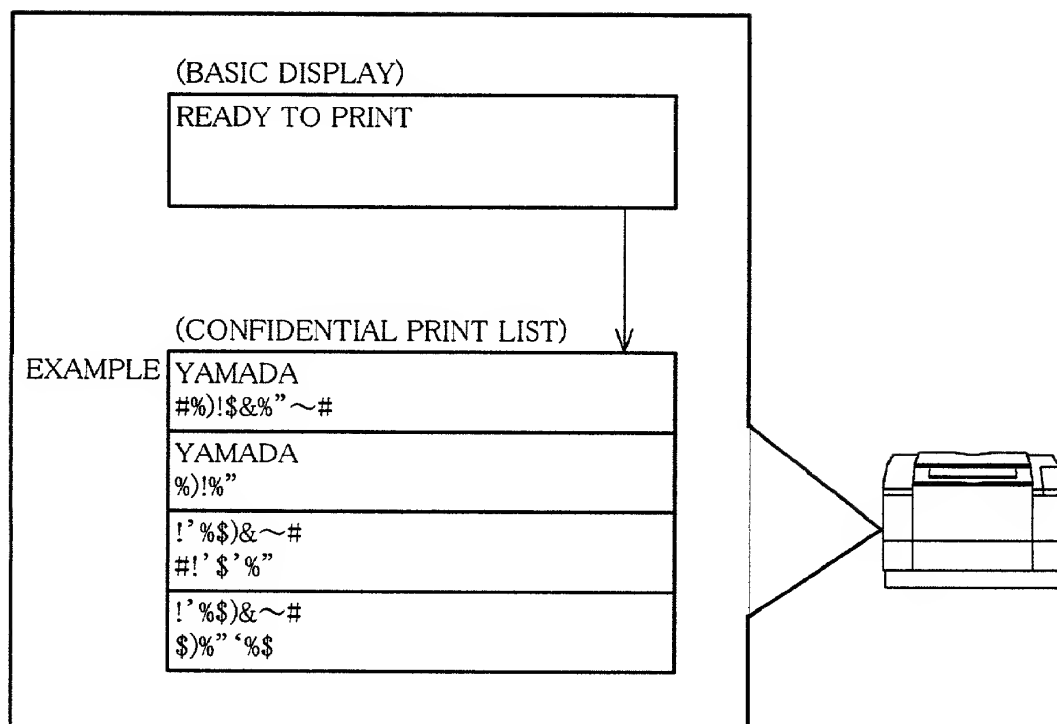 (BASIC DISPLAY)
READY TO PRINT
(CONFIDENTIAL PRINT LIST)
EXAMPLE
YAMADA
#%)!$&%”～#
YAMADA
%)!%”
!’%$)&～#
#!’$’%”
!’%$)&～#
$)%”‘%$